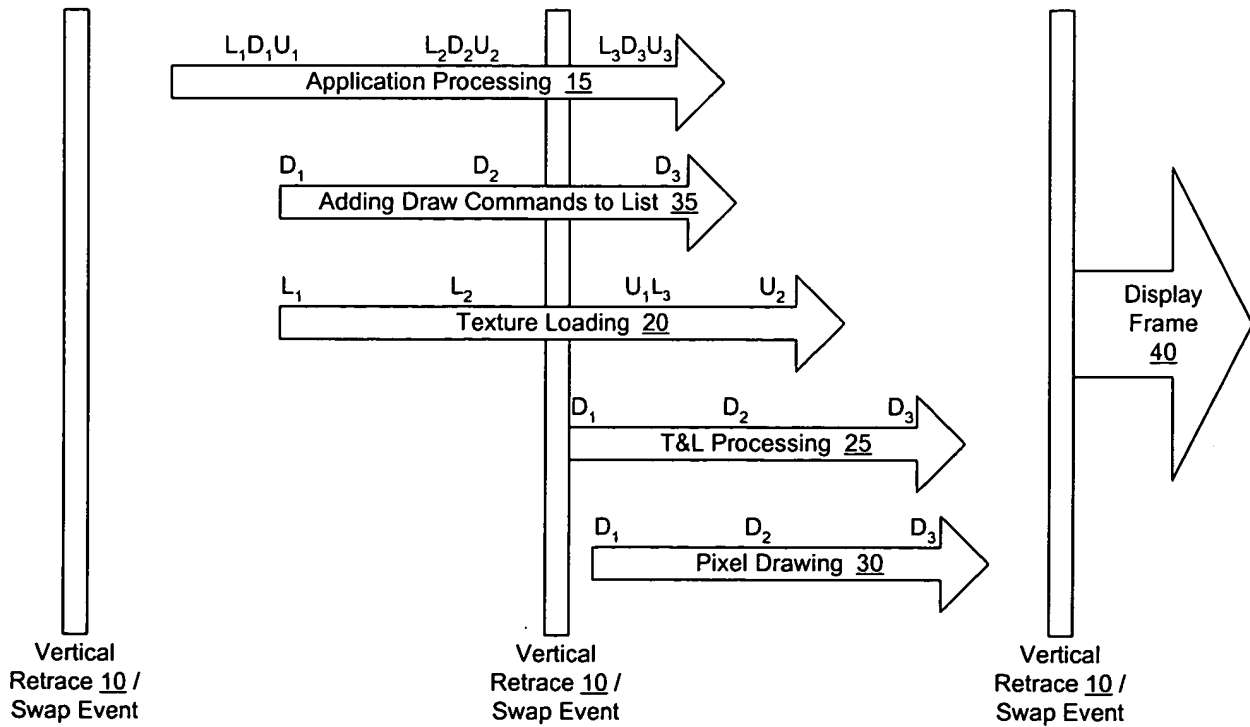 L₁D₁U₁ L₂D₂U₂ L₃D₃U₃
Application Processing 15
D₁ D₂ D₃
Adding Draw Commands to List 35
L₁ L₂ U₁L₃ U₂
Texture Loading 20
Display
Frame
40
D₁ D₂ D₃
T&L Processing 25
D₁ D₂ D₃
Pixel Drawing 30
Vertical
Retrace 10 /
Swap Event
Vertical
Retrace 10 /
Swap Event
Vertical
Retrace 10 /
Swap Event